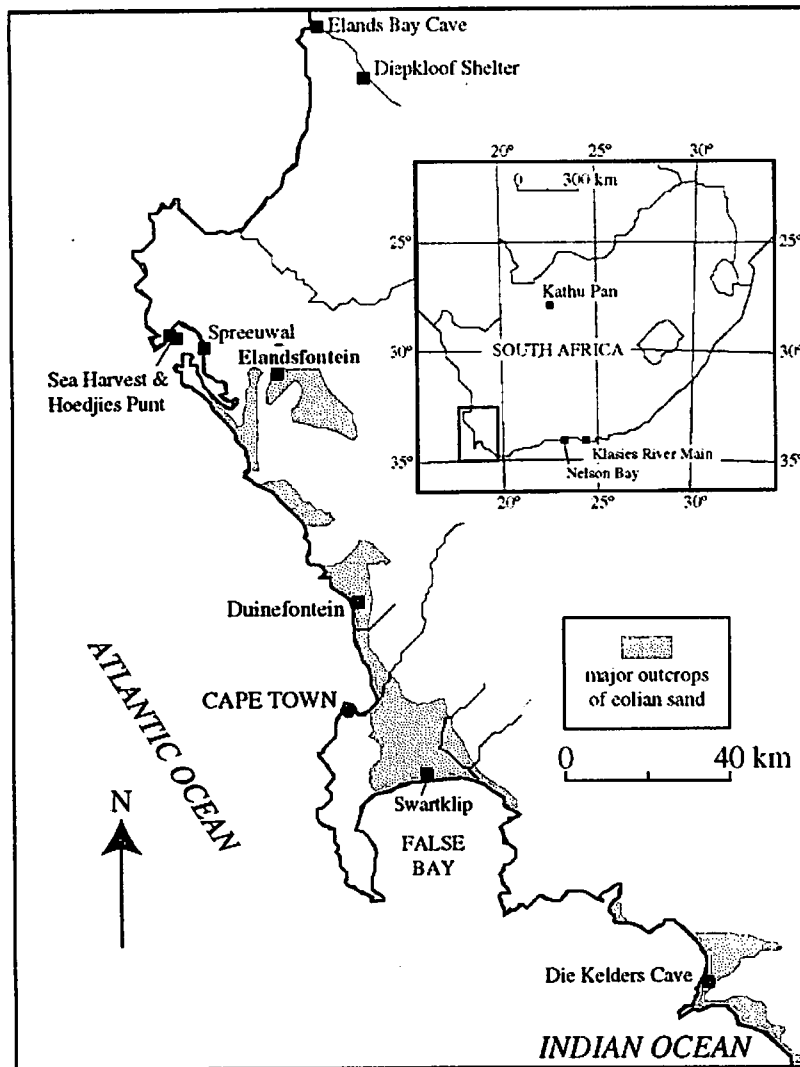 Elands Bay Cave
Diepkloof Shelter
20° 25° 30°
0 300 km
25° 25°
Kathu Pan
SOUTH AFRICA
30° 30°
Klasies River Main
Nelson Bay
35° 35°
20° 25° 30°
Spreeuwal
Elandsfontein
Sea Harvest &
Hoedjies Punt
Duinefontein
major outcrops
of eolian sand
0 40 km
ATLANTIC OCEAN
CAPE TOWN
N
Swartklip
FALSE
BAY
Die Kelders Cave
INDIAN OCEAN